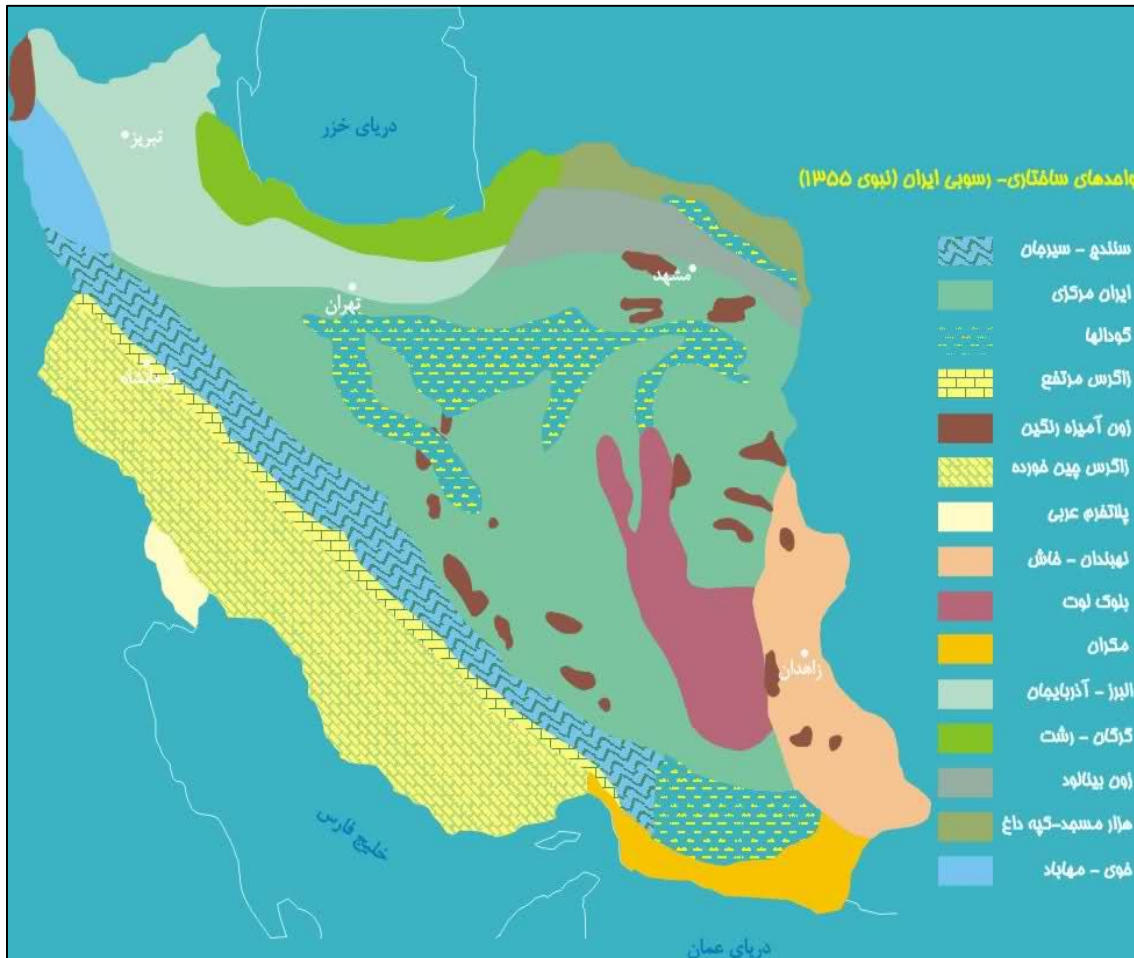 دریای خزر
تبریز
واحدهای ساختاری- رسوبی ایران (نبوی ۱۳۵۵)
سنندج - سیرجان
ایران مرکزی
گودالها
زاگرس مرتفع
زون آمیزه رنگین
زاگرس چین خورده
پلاتفرم عربی
نهبندان - خاش
بلوک لوت
مکران
البرز - آذربایجان
گرگان - رشت
زون بینالود
هزار مسجد-کپه داغ
خوی - مهاباد
مشهد
تهران
کرمانشاه
زاهدان
خلیج فارس
دریای عمان